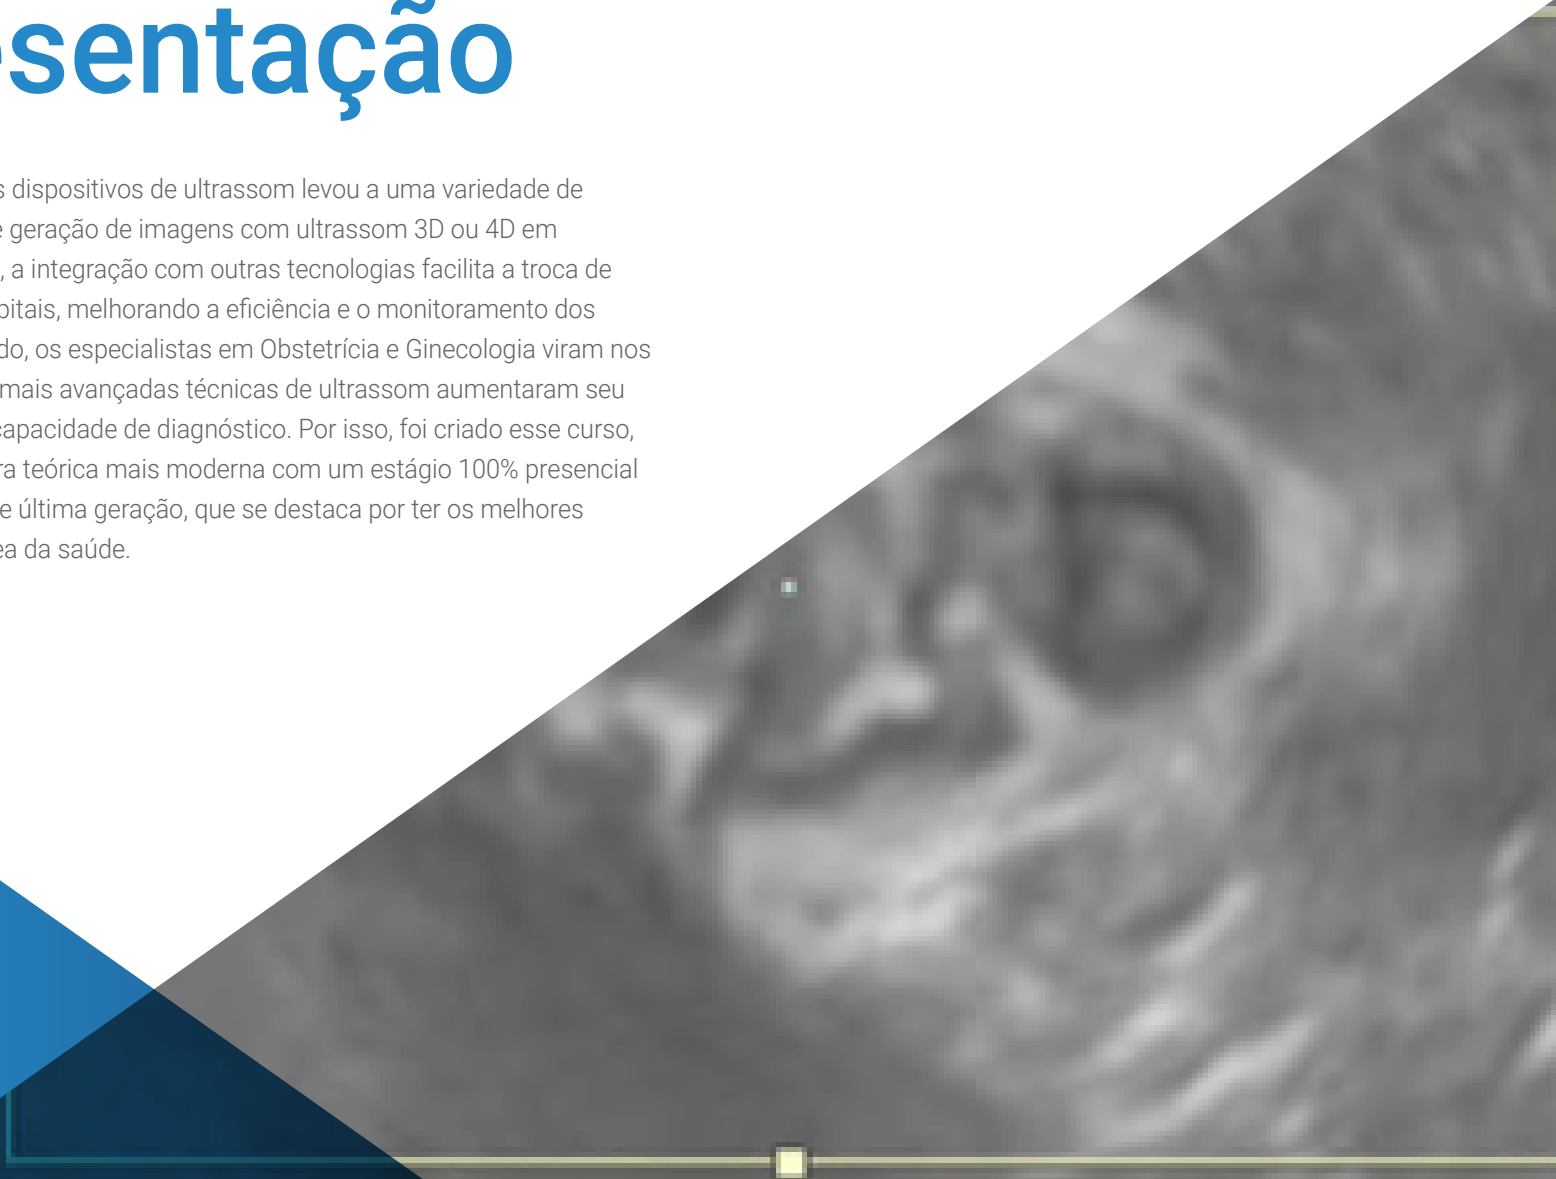 esentação
s dispositivos de ultrassom levou a uma variedade de
e geração de imagens com ultrassom 3D ou 4D em
, a integração com outras tecnologias facilita a troca de
pitais, melhorando a eficiência e o monitoramento dos
do, os especialistas em Obstetrícia e Ginecologia viram nos
mais avançadas técnicas de ultrassom aumentaram seu
capacidade de diagnóstico. Por isso, foi criado esse curso,
ra teórica mais moderna com um estágio 100% presencial
e última geração, que se destaca por ter os melhores
ea da saúde.